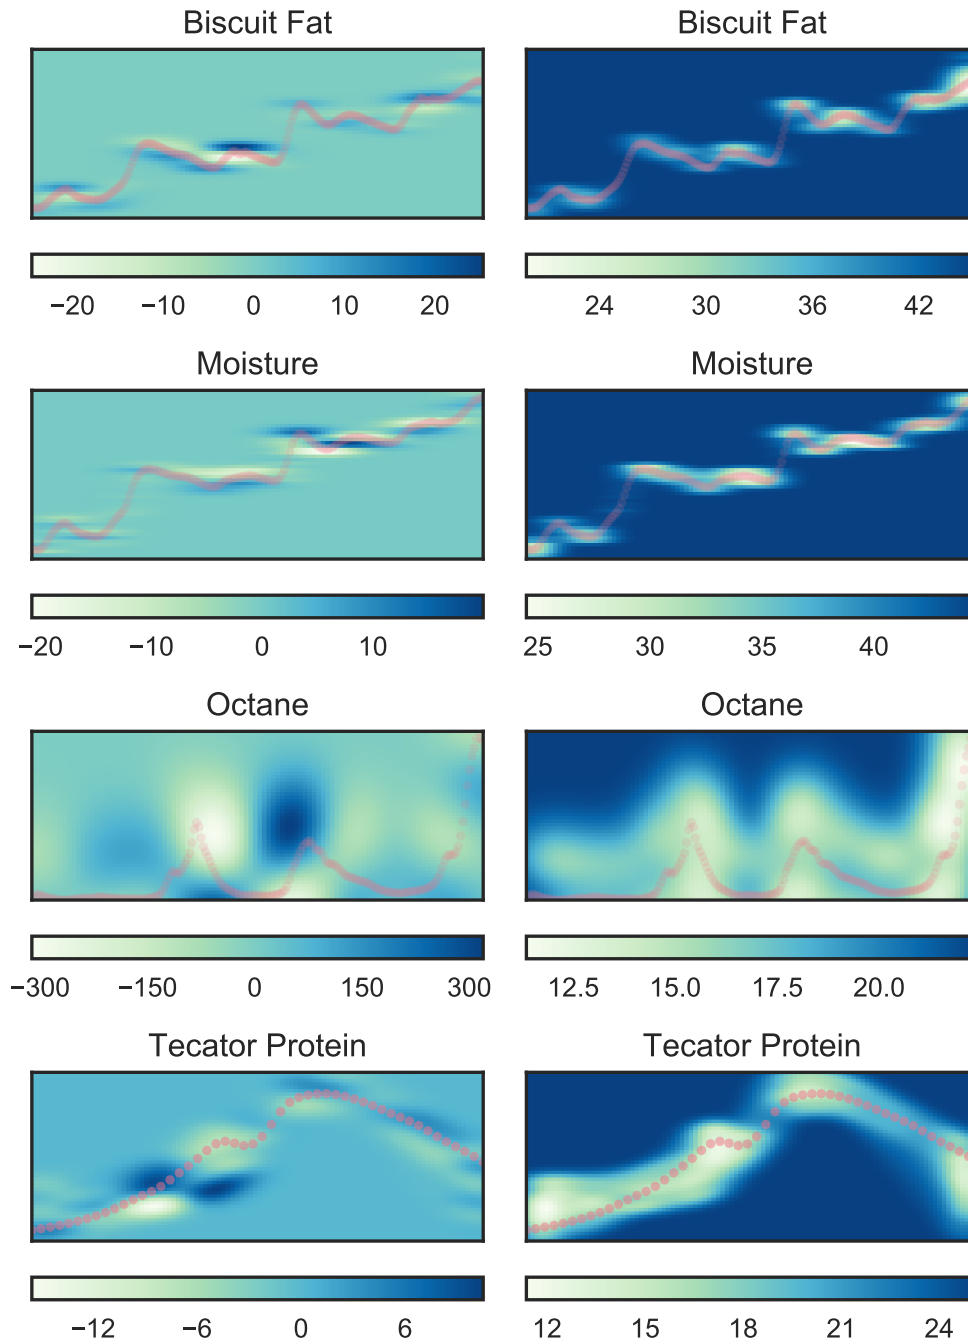 Biscuit Fat Biscuit Fat
−20 −10 0 10 20 24 30 36 42
Moisture Moisture
−20 −10 0 10 25 30 35 40
Octane Octane
−300 −150 0 150 300 12.5 15.0 17.5 20.0
Tecator Protein Tecator Protein
−12 −6 0 6 12 15 18 21 24